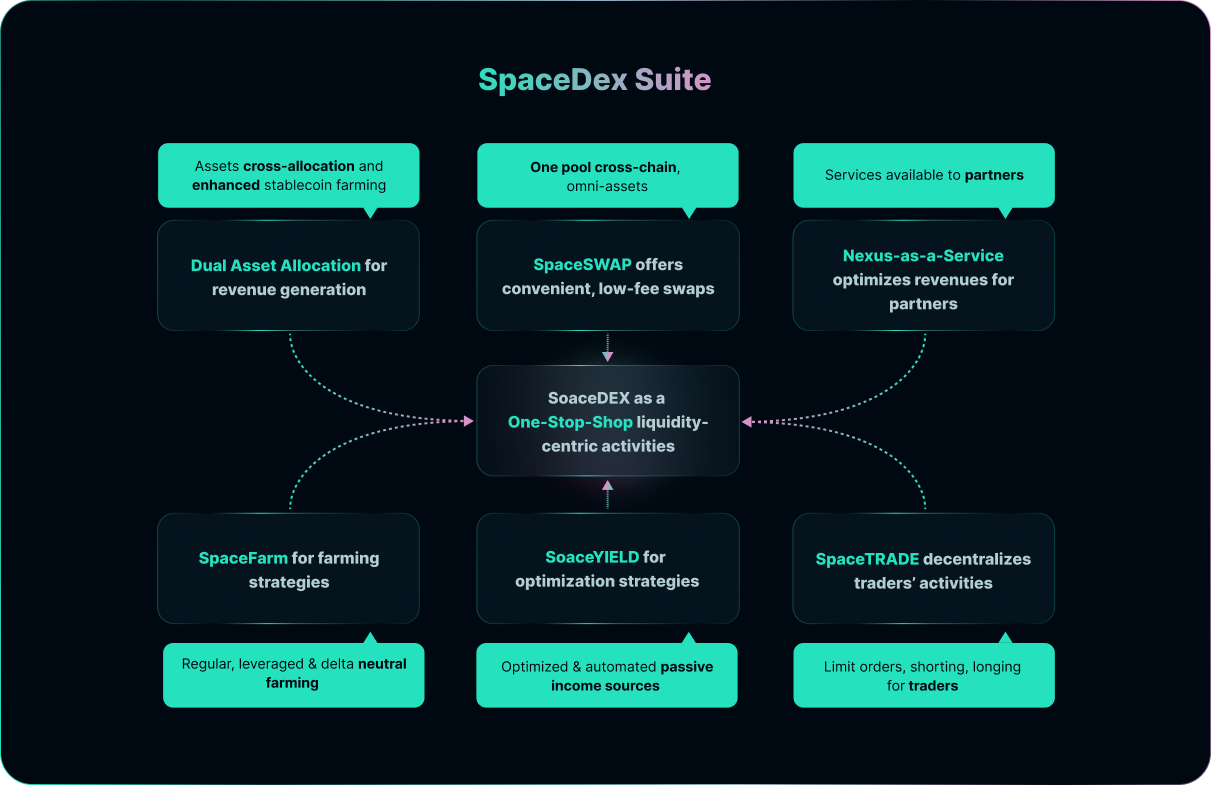 SpaceDex Suite
Assets cross-allocation and
enhanced stablecoin farming
One pool cross-chain,
omni-assets
Services available to partners
Dual Asset Allocation for
revenue generation
SpaceSWAP offers
convenient, low-fee swaps
Nexus-as-a-Service
optimizes revenues for
partners
SoaceDEX as a
One-Stop-Shop liquidity-
centric activities
SpaceFarm for farming
strategies
SoaceYIELD for
optimization strategies
SpaceTRADE decentralizes
traders’ activities
Regular, leveraged & delta neutral
farming
Optimized & automated passive
income sources
Limit orders, shorting, longing
for traders